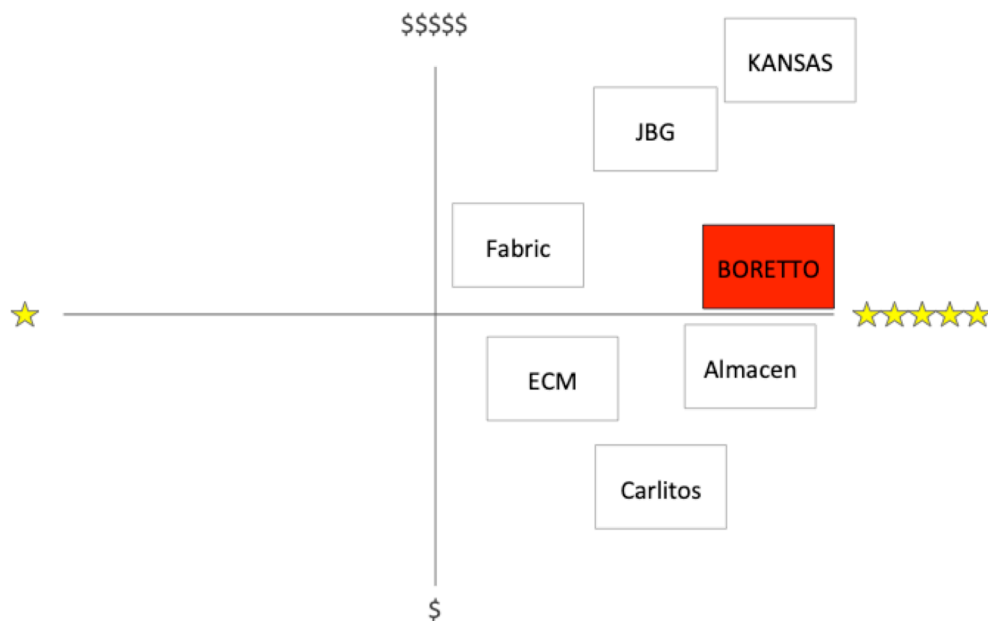 $$$$$
KANSAS
JBG
Fabric
BORETTO
ECM
Almacen
Carlitos
$